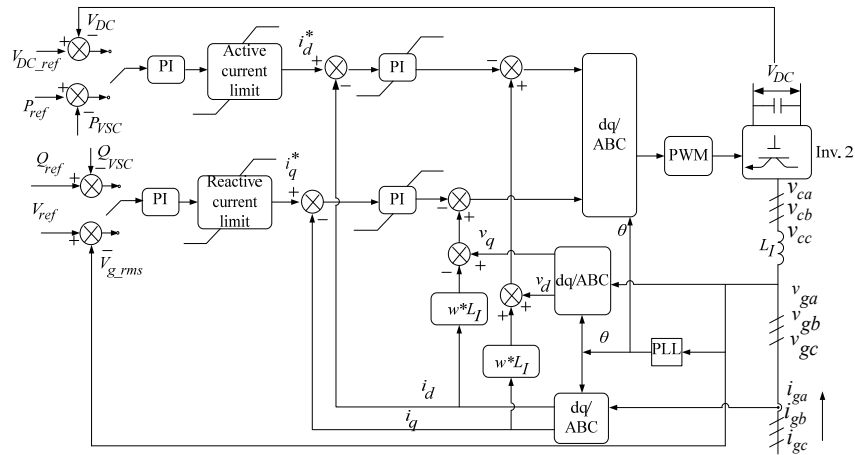 V_DC
+
−
V_DC_ref
+
−
P_ref
P_VSC
PI
Active
current
limit
i_d^*
+
−
PI
−
+
dq/
ABC
PWM
V_DC
Inv. 2
Q_ref
Q_VSC
−
+
V_ref
+
−
V_g_rms
PI
Reactive
current
limit
i_q^*
+
−
PI
−
+
v_q
−
+
θ
v_ca
v_cb
v_cc
L_I
dq/ABC
v_d
+
+
w*L_I
w*L_I
θ
PLL
v_ga
v_gb
v_gc
i_d
i_q
dq/
ABC
i_ga
i_gb
i_gc